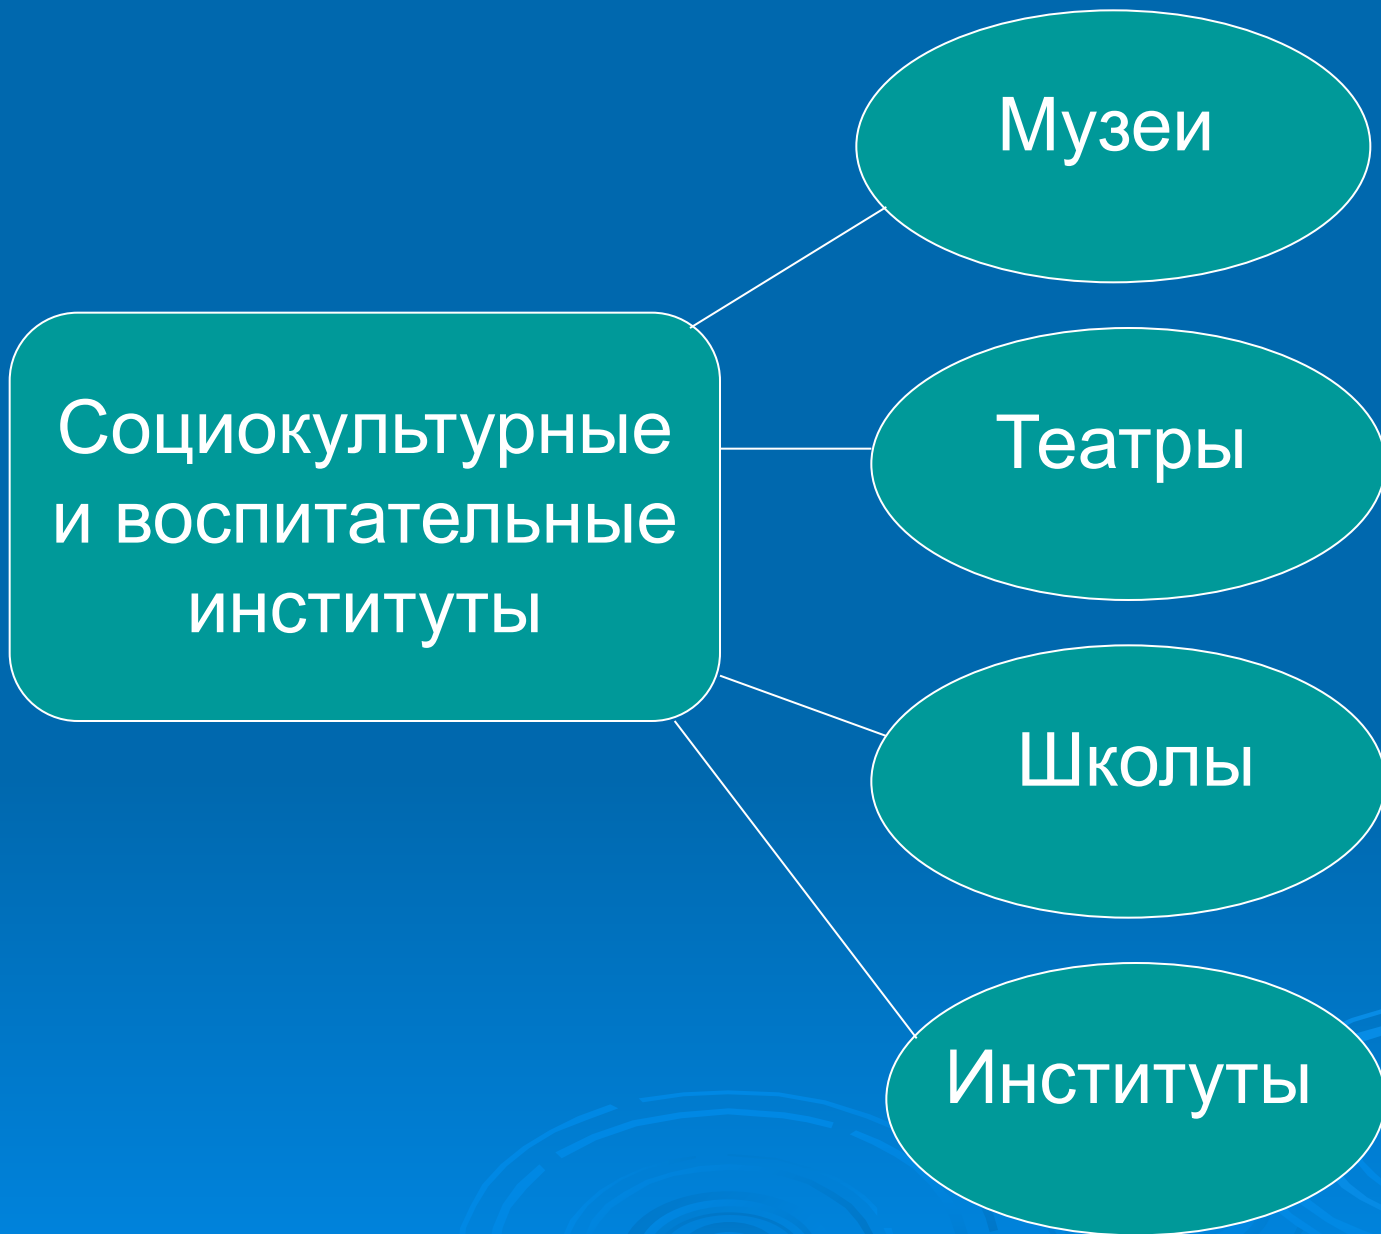 Социокультурные
и воспитательные
институты
Музеи
Театры
Школы
Институты